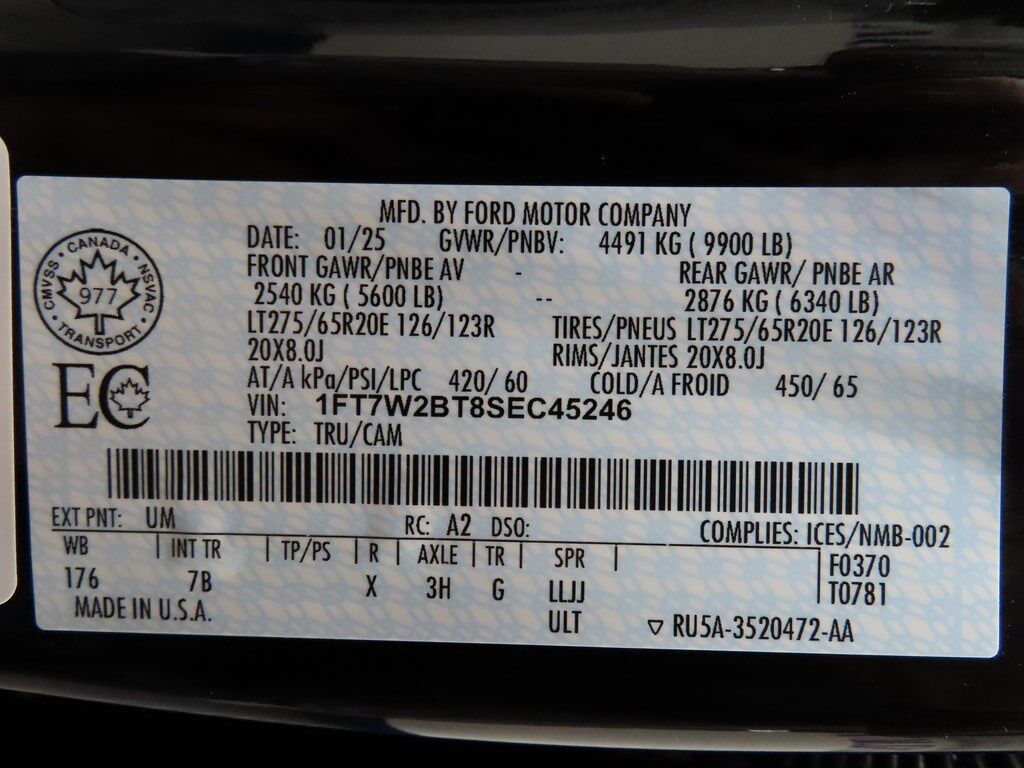 MFD. BY FORD MOTOR COMPANY
DATE: 01/25 GVWR/PNBV: 4491 KG ( 9900 LB)
FRONT GAWR/PNBE AV - REAR GAWR/ PNBE AR
2540 KG ( 5600 LB) -- 2876 KG ( 6340 LB)
LT275/65R20E 126/123R TIRES/PNEUS LT275/65R20E 126/123R
20X8.0J RIMS/JANTES 20X8.0J
AT/A kPa/PSI/LPC 420/ 60 COLD/A FROID 450/ 65
VIN: 1FT7W2BT8SEC45246
TYPE: TRU/CAM
CANADA • NSVAC • TRANSPORT • CMVSS •
977
EC
EXT PNT: UM RC: A2 DSO: COMPLIES: ICES/NMB-002
WB | INT TR | TP/PS | R | AXLE | TR | SPR | F0370
176 7B X 3H G LLJJ T0781
MADE IN U.S.A. ULT ▽ RU5A-3520472-AA